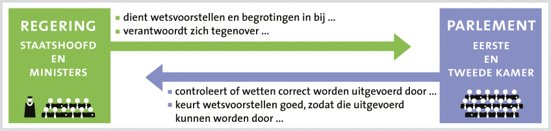 REGERING
STAATSHOOFD
EN
MINISTERS
▪ dient wetsvoorstellen en begrotingen in bij ...
▪ verantwoordt zich tegenover ...
▪ controleert of wetten correct worden uitgevoerd door ...
▪ keurt wetsvoorstellen goed, zodat die uitgevoerd
kunnen worden door ...
PARLEMENT
EERSTE
EN
TWEEDE KAMER